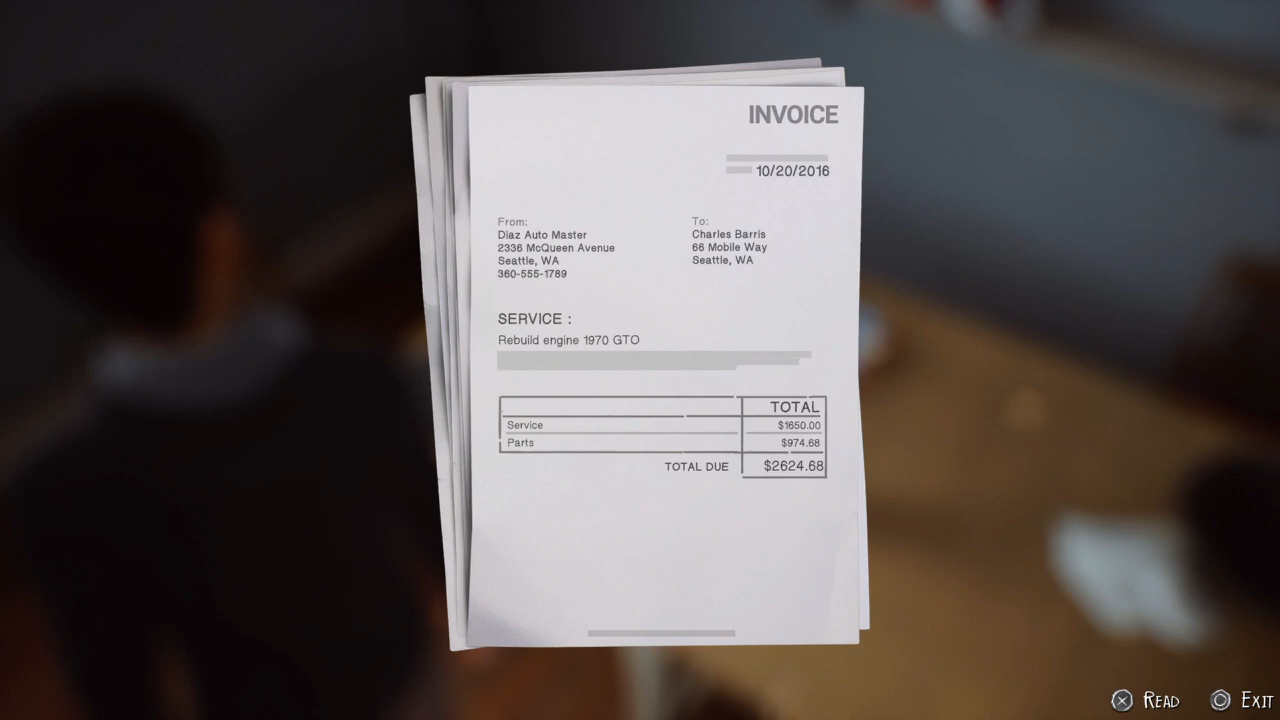 INVOICE
10/20/2016
From:
Diaz Auto Master
2336 McQueen Avenue
Seattle, WA
360-555-1789
To:
Charles Barris
66 Mobile Way
Seattle, WA
SERVICE :
Rebuild engine 1970 GTO
TOTAL
Service $1650.00
Parts $974.68
TOTAL DUE $2624.68
READ EXIT